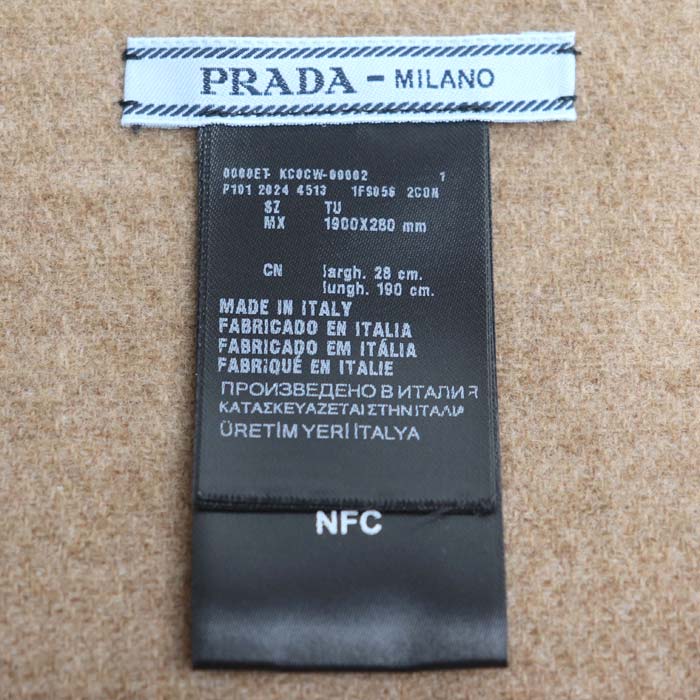 PRADA - MILANO
0000ET- KC0CW-00002 1
P101 2024 4513 1FS056 2CON
SZ TU
MX 1900X280 mm
CN largh. 28 cm.
lungh. 190 cm.
MADE IN ITALY
FABRICADO EN ITALIA
FABRICADO EM ITÁLIA
FABRIQUÉ EN ITALIE
ПРОИЗВЕДЕНО В ИТАЛИЯ
ΚΑΤΑΣΚΕΥΑΖΕΤΑΙ ΣΤΗΝ ΙΤΑΛΙΑ
ÜRETİM YERİ İTALYA
NFC